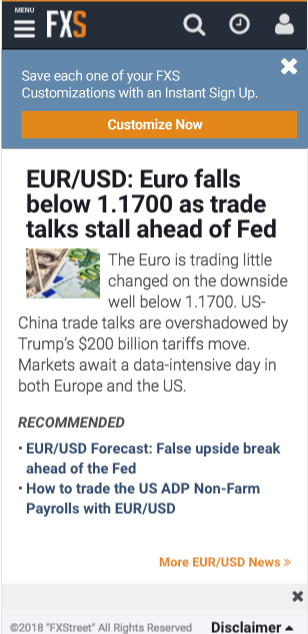 MENU
FXS
Save each one of your FXS
Customizations with an Instant Sign Up.
Customize Now
EUR/USD: Euro falls
below 1.1700 as trade
talks stall ahead of Fed
The Euro is trading little
changed on the downside
well below 1.1700. US-
China trade talks are overshadowed by
Trump's $200 billion tariffs move.
Markets await a data-intensive day in
both Europe and the US.
RECOMMENDED
• EUR/USD Forecast: False upside break
ahead of the Fed
• How to trade the US ADP Non-Farm
Payrolls with EUR/USD
More EUR/USD News »
©2018 "FXStreet" All Rights Reserved Disclaimer